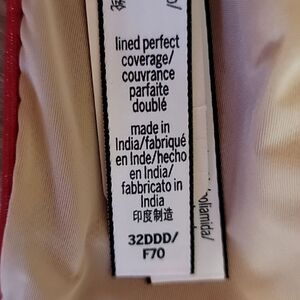 lined perfect
coverage/
couvrance
parfaite
doublé
made in
India/fabriqué
en Inde/hecho
en India/
fabbricato in
India
印度制造
32DDD/
F70
oliamida/